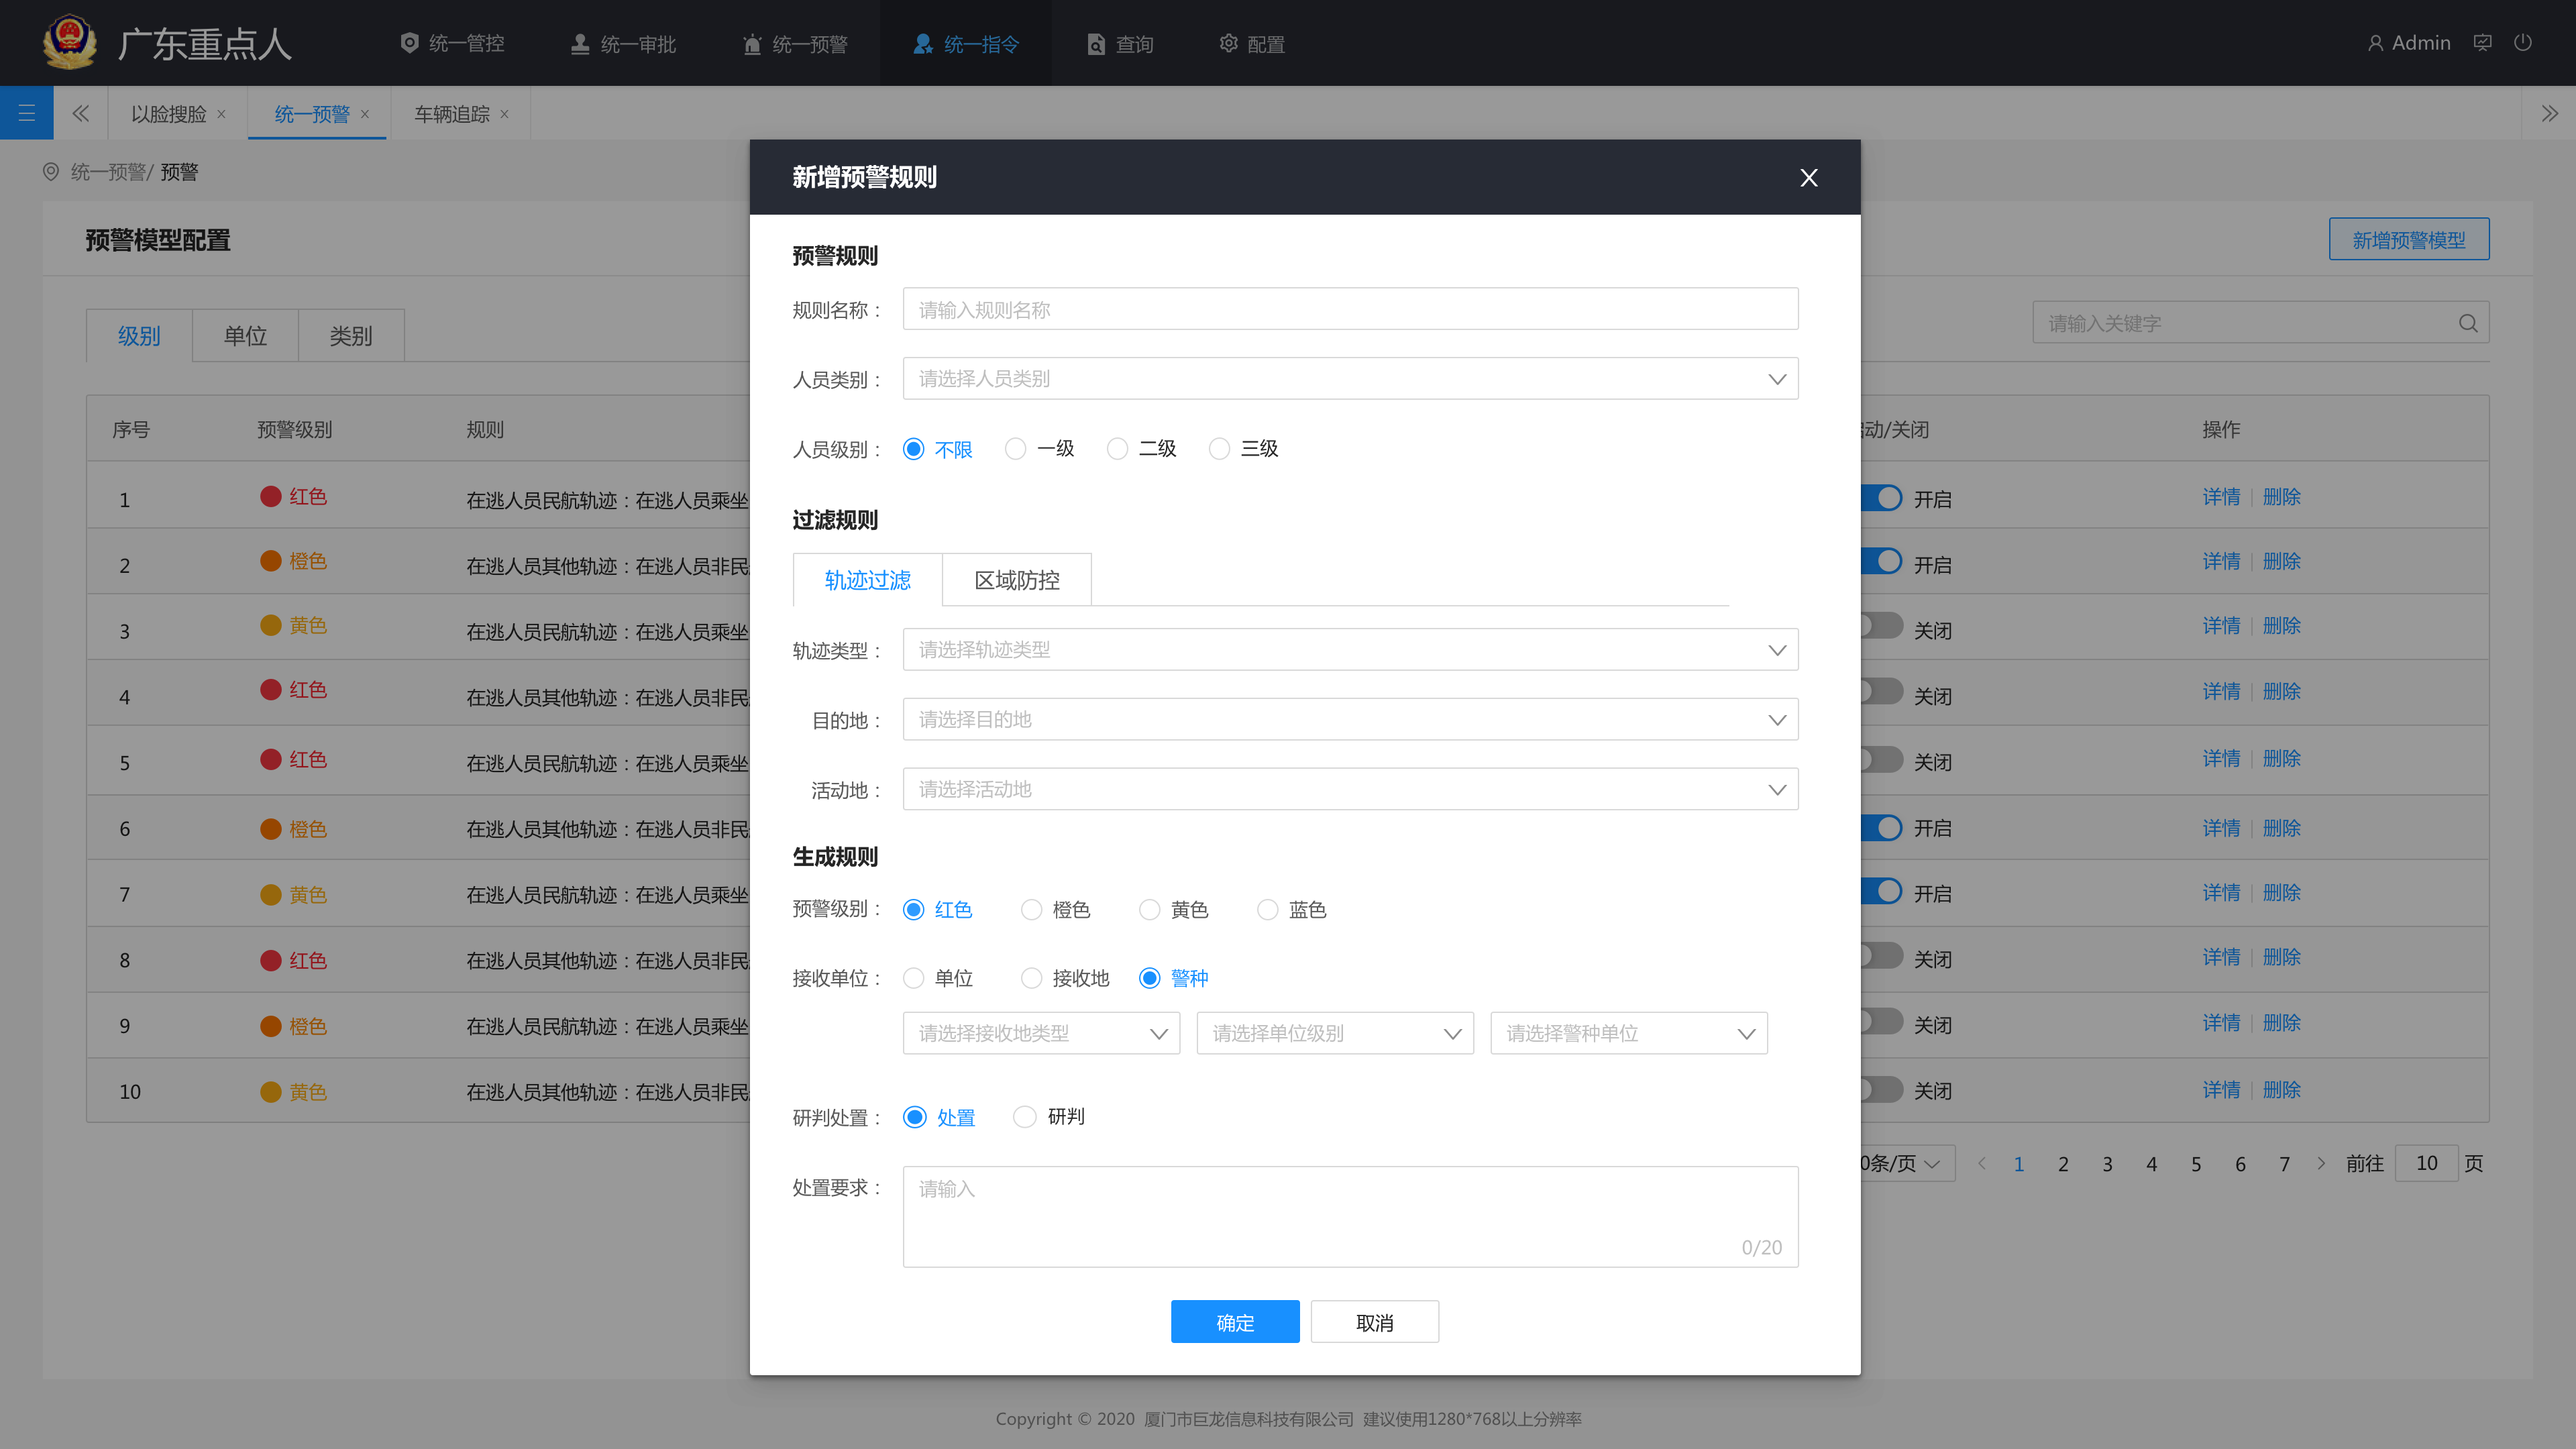 广东重点人 统一管控 统一审批 统一预警 统一指令 查询 配置 Admin
以脸搜脸 × 统一预警 × 车辆追踪 ×
统一预警/ 预警
预警模型配置
新增预警模型
级别 单位 类别
请输入关键字
序号 预警级别 规则 动/关闭 操作
1 红色 在逃人员民航轨迹：在逃人员乘坐 开启 详情 删除
2 橙色 在逃人员其他轨迹：在逃人员非民 开启 详情 删除
3 黄色 在逃人员民航轨迹：在逃人员乘坐 关闭 详情 删除
4 红色 在逃人员其他轨迹：在逃人员非民 关闭 详情 删除
5 红色 在逃人员民航轨迹：在逃人员乘坐 关闭 详情 删除
6 橙色 在逃人员其他轨迹：在逃人员非民 开启 详情 删除
7 黄色 在逃人员民航轨迹：在逃人员乘坐 开启 详情 删除
8 红色 在逃人员其他轨迹：在逃人员非民 关闭 详情 删除
9 橙色 在逃人员民航轨迹：在逃人员乘坐 关闭 详情 删除
10 黄色 在逃人员其他轨迹：在逃人员非民 关闭 详情 删除
0条/页 1 2 3 4 5 6 7 前往 10 页
新增预警规则
预警规则
规则名称： 请输入规则名称
人员类别： 请选择人员类别
人员级别： 不限 一级 二级 三级
过滤规则
轨迹过滤 区域防控
轨迹类型： 请选择轨迹类型
目的地： 请选择目的地
活动地： 请选择活动地
生成规则
预警级别： 红色 橙色 黄色 蓝色
接收单位： 单位 接收地 警种
请选择接收地类型 请选择单位级别 请选择警种单位
研判处置： 处置 研判
处置要求： 请输入
0/20
确定 取消
Copyright © 2020 厦门市巨龙信息科技有限公司 建议使用1280*768以上分辨率